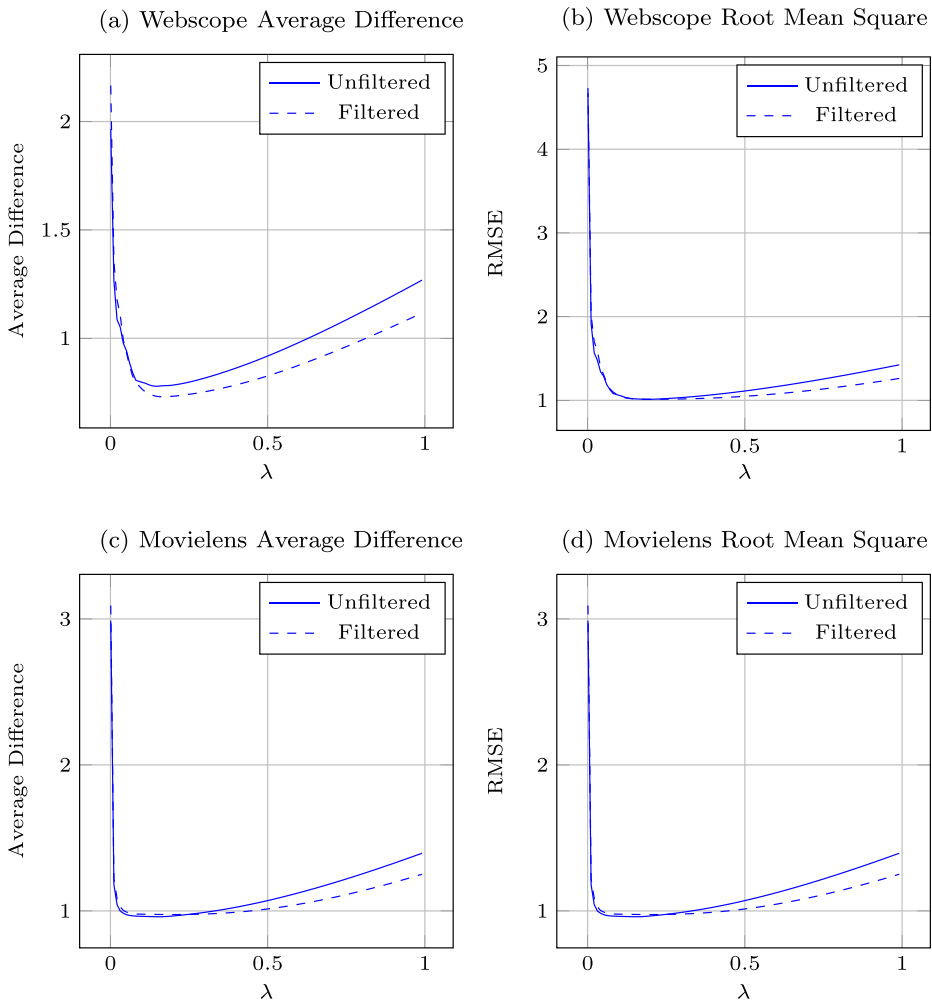 (a) Webscope Average Difference
2
1.5
1
0
0.5
1
Average Difference
λ
Unfiltered
Filtered
(b) Webscope Root Mean Square
5
4
3
2
1
0
0.5
1
RMSE
λ
Unfiltered
Filtered
(c) Movielens Average Difference
3
2
1
0
0.5
1
Average Difference
λ
Unfiltered
Filtered
(d) Movielens Root Mean Square
3
2
1
0
0.5
1
RMSE
λ
Unfiltered
Filtered